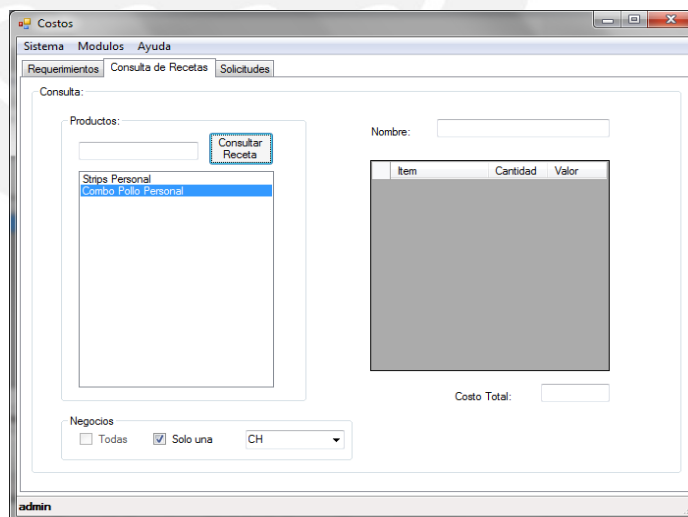 Costos
Sistema Modulos Ayuda
Requerimientos Consulta de Recetas Solicitudes
Consulta:
Productos:
Consultar
Receta
Strips Personal
Combo Pollo Personal
Nombre:
Item Cantidad Valor
Costo Total:
Negocios
Todas Solo una CH
admin